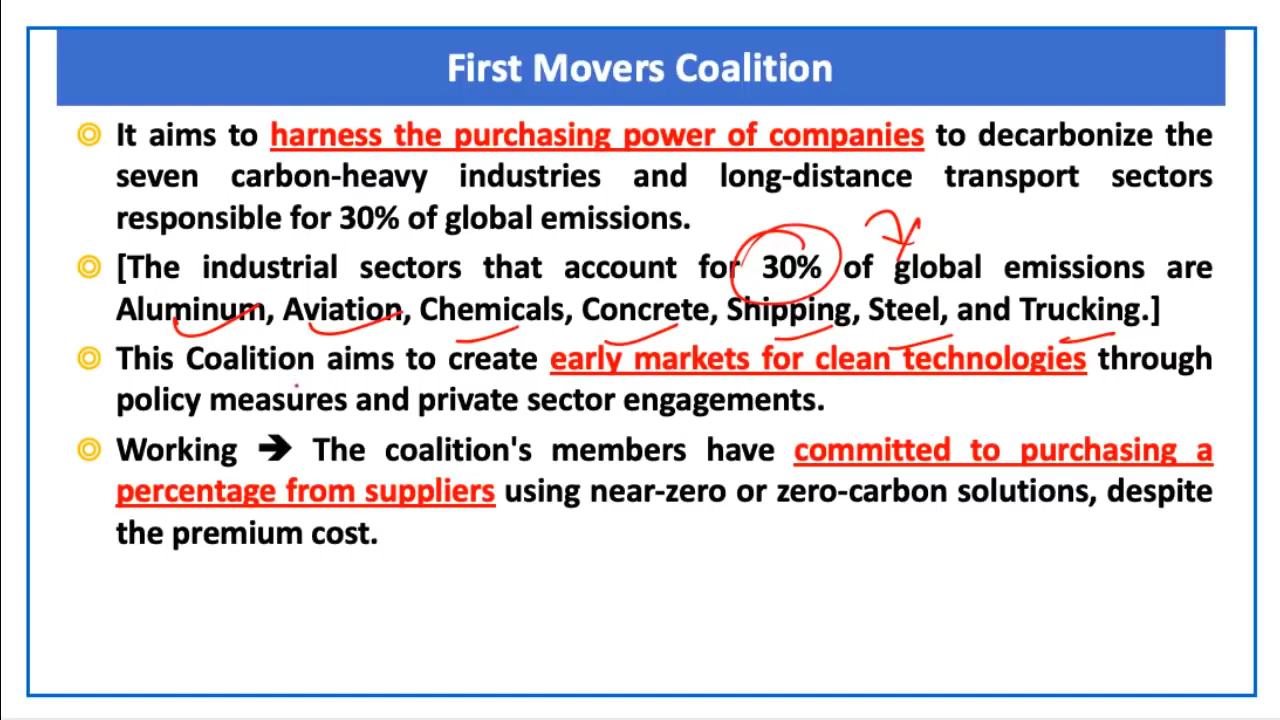 First Movers Coalition
It aims to harness the purchasing power of companies to decarbonize the
seven carbon-heavy industries and long-distance transport sectors
responsible for 30% of global emissions.
[The industrial sectors that account for 30% of global emissions are
Aluminum, Aviation, Chemicals, Concrete, Shipping, Steel, and Trucking.]
This Coalition aims to create early markets for clean technologies through
policy measures and private sector engagements.
Working ➔ The coalition's members have committed to purchasing a
percentage from suppliers using near-zero or zero-carbon solutions, despite
the premium cost.